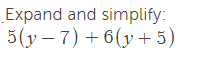 Expand and simplify:
5(y – 7) + 6(y + 5)